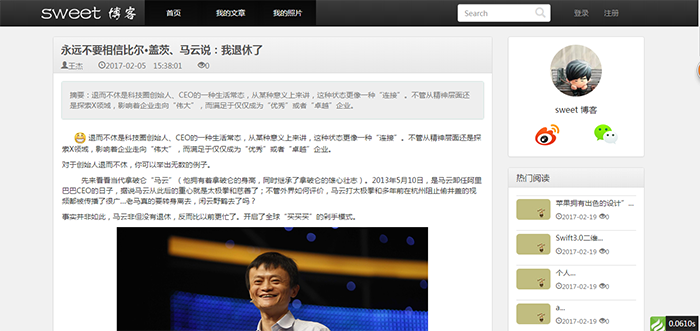 sweet 博客
首页 我的文章 我的照片
Search
登录 注册
永远不要相信比尔•盖茨、马云说：我退休了
王杰 2017-02-05 15:38:01 0
摘要：退而不休是科技圈创始人、CEO的一种生活常态，从某种意义上来讲，这种状态更像一种“连接”。不管从精神层面还
是探索X领域，影响着企业走向“伟大”，而满足于仅仅成为“优秀”或者“卓越”企业。
退而不休是科技圈创始人、CEO的一种生活常态，从某种意义上来讲，这种状态更像一种“连接”。不管从精神层面还是探
索X领域，影响着企业走向“伟大”，而满足于仅仅成为“优秀”或者“卓越”企业。
对于创始人退而不休，你可以举出无数的例子。
先来看看当代拿破仑“马云”（他拥有着拿破仑的身高，同时继承了拿破仑的雄心壮志）。2013年5月10日，是马云卸任阿里
巴巴CEO的日子，据说马云从此后的重心就是太极拳和慈善了；不管外界如何评价，马云打太极拳和多年前在杭州阻止偷井盖的视
频都被传播了很广...老马真的要转身离去，闲云野鹤去了吗？
事实并非如此，马云非但没有退休，反而比以前更忙了。开启了全球“买买买”的剁手模式。
sweet 博客
热门阅读
苹果拥有出色的设计”...
2017-02-19 0
Swift3.0二维...
2017-02-19 0
个人...
2017-02-19 0
a...
2017-02-19 0
0.0610s